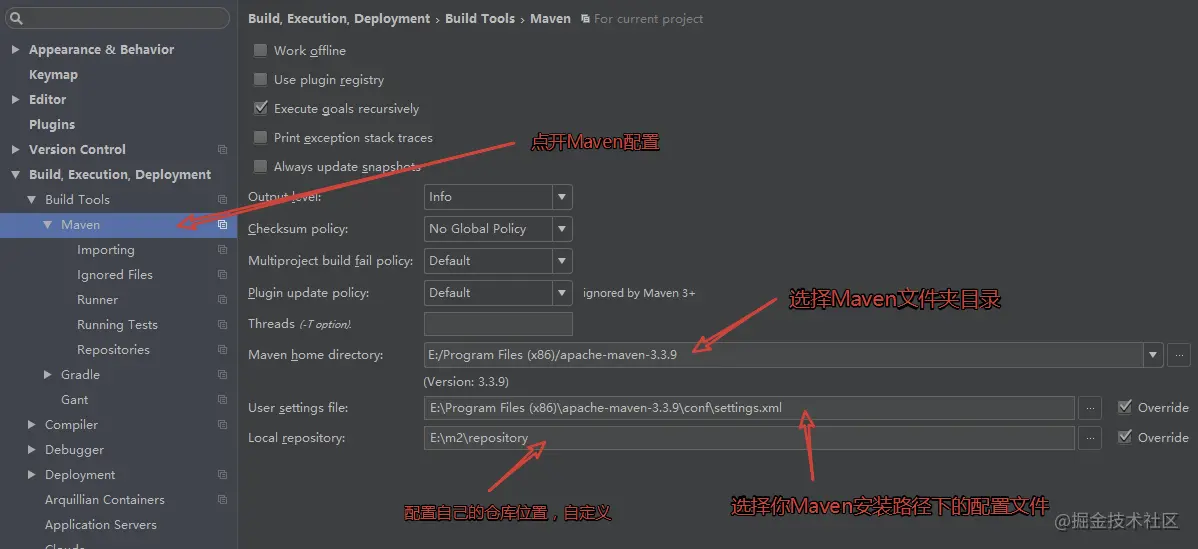 Appearance & Behavior
Keymap
Editor
Plugins
Version Control
Build, Execution, Deployment
Build Tools
Maven
Importing
Ignored Files
Runner
Running Tests
Repositories
Gradle
Gant
Compiler
Debugger
Deployment
Arquillian Containers
Application Servers
Clouds
Build, Execution, Deployment › Build Tools › Maven For current project
Work offline
Use plugin registry
Execute goals recursively
Print exception stack traces
点开Maven配置
Always update snapshots
Output level: Info
Checksum policy: No Global Policy
Multiproject build fail policy: Default
Plugin update policy: Default ignored by Maven 3+
选择Maven文件夹目录
Threads (-T option).
Maven home directory: E:/Program Files (x86)/apache-maven-3.3.9 ...
(Version: 3.3.9)
User settings file: E:\Program Files (x86)\apache-maven-3.3.9\conf\settings.xml ... Override
Local repository: E:\m2\repository ... Override
配置自己的仓库位置，自定义
选择你Maven安装路径下的配置文件
@掘金技术社区